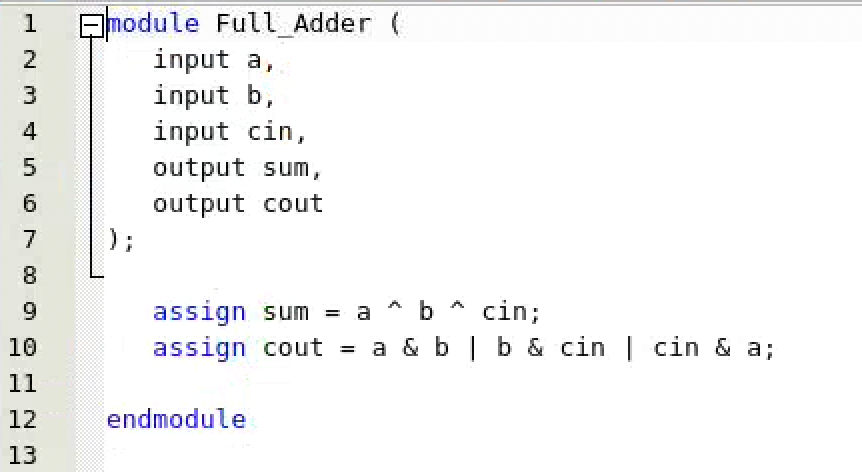 1 module Full_Adder (
2    input a,
3    input b,
4    input cin,
5    output sum,
6    output cout
7 );
8
9    assign sum = a ^ b ^ cin;
10    assign cout = a & b | b & cin | cin & a;
11
12 endmodule
13